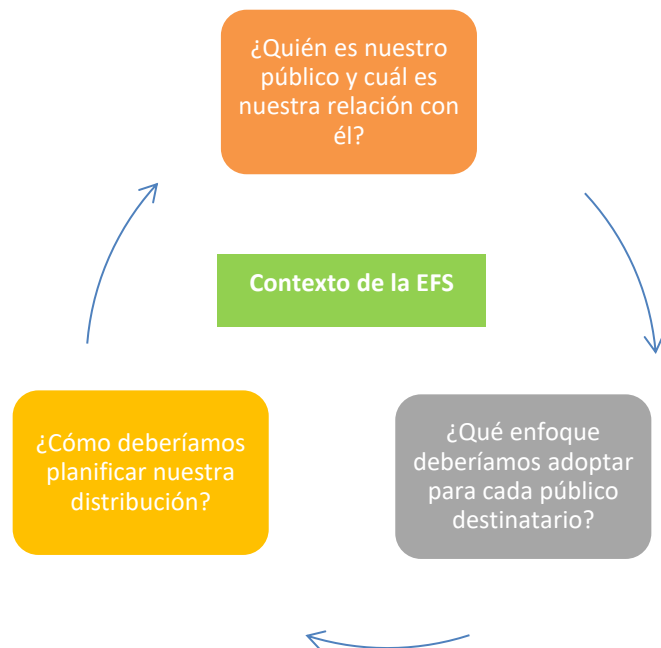 ¿Quién es nuestro
público y cuál es
nuestra relación con
él?
Contexto de la EFS
¿Qué enfoque
deberíamos adoptar
para cada público
destinatario?
¿Cómo deberíamos
planificar nuestra
distribución?